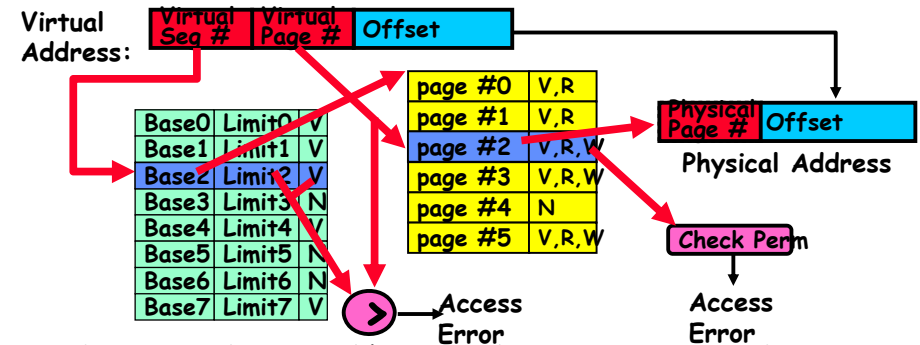 Virtual Address:
Virtual Seg #
Virtual Page #
Offset
Base0 Limit0 V
Base1 Limit1 V
Base2 Limit2 V
Base3 Limit3 N
Base4 Limit4 V
Base5 Limit5 N
Base6 Limit6 N
Base7 Limit7 V
page #0 V,R
page #1 V,R
page #2 V,R,W
page #3 V,R,W
page #4 N
page #5 V,R,W
Physical Page #
Offset
Physical Address
Check Perm
>
Access Error
Access Error